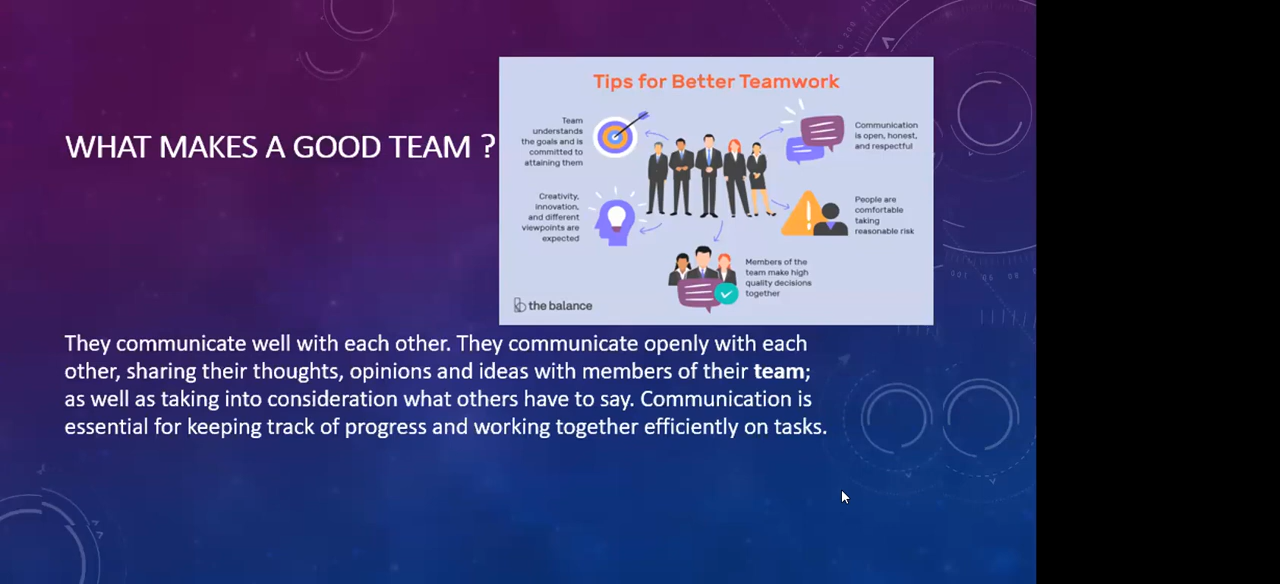 WHAT MAKES A GOOD TEAM ?
Tips for Better Teamwork
Team
understands
the goals and is
committed to
attaining them
Communication
is open, honest,
and respectful
Creativity,
innovation,
and different
viewpoints are
expected
People are
comfortable
taking
reasonable risk
Members of the
team make high
quality decisions
together
the balance
They communicate well with each other. They communicate openly with each
other, sharing their thoughts, opinions and ideas with members of their team;
as well as taking into consideration what others have to say. Communication is
essential for keeping track of progress and working together efficiently on tasks.